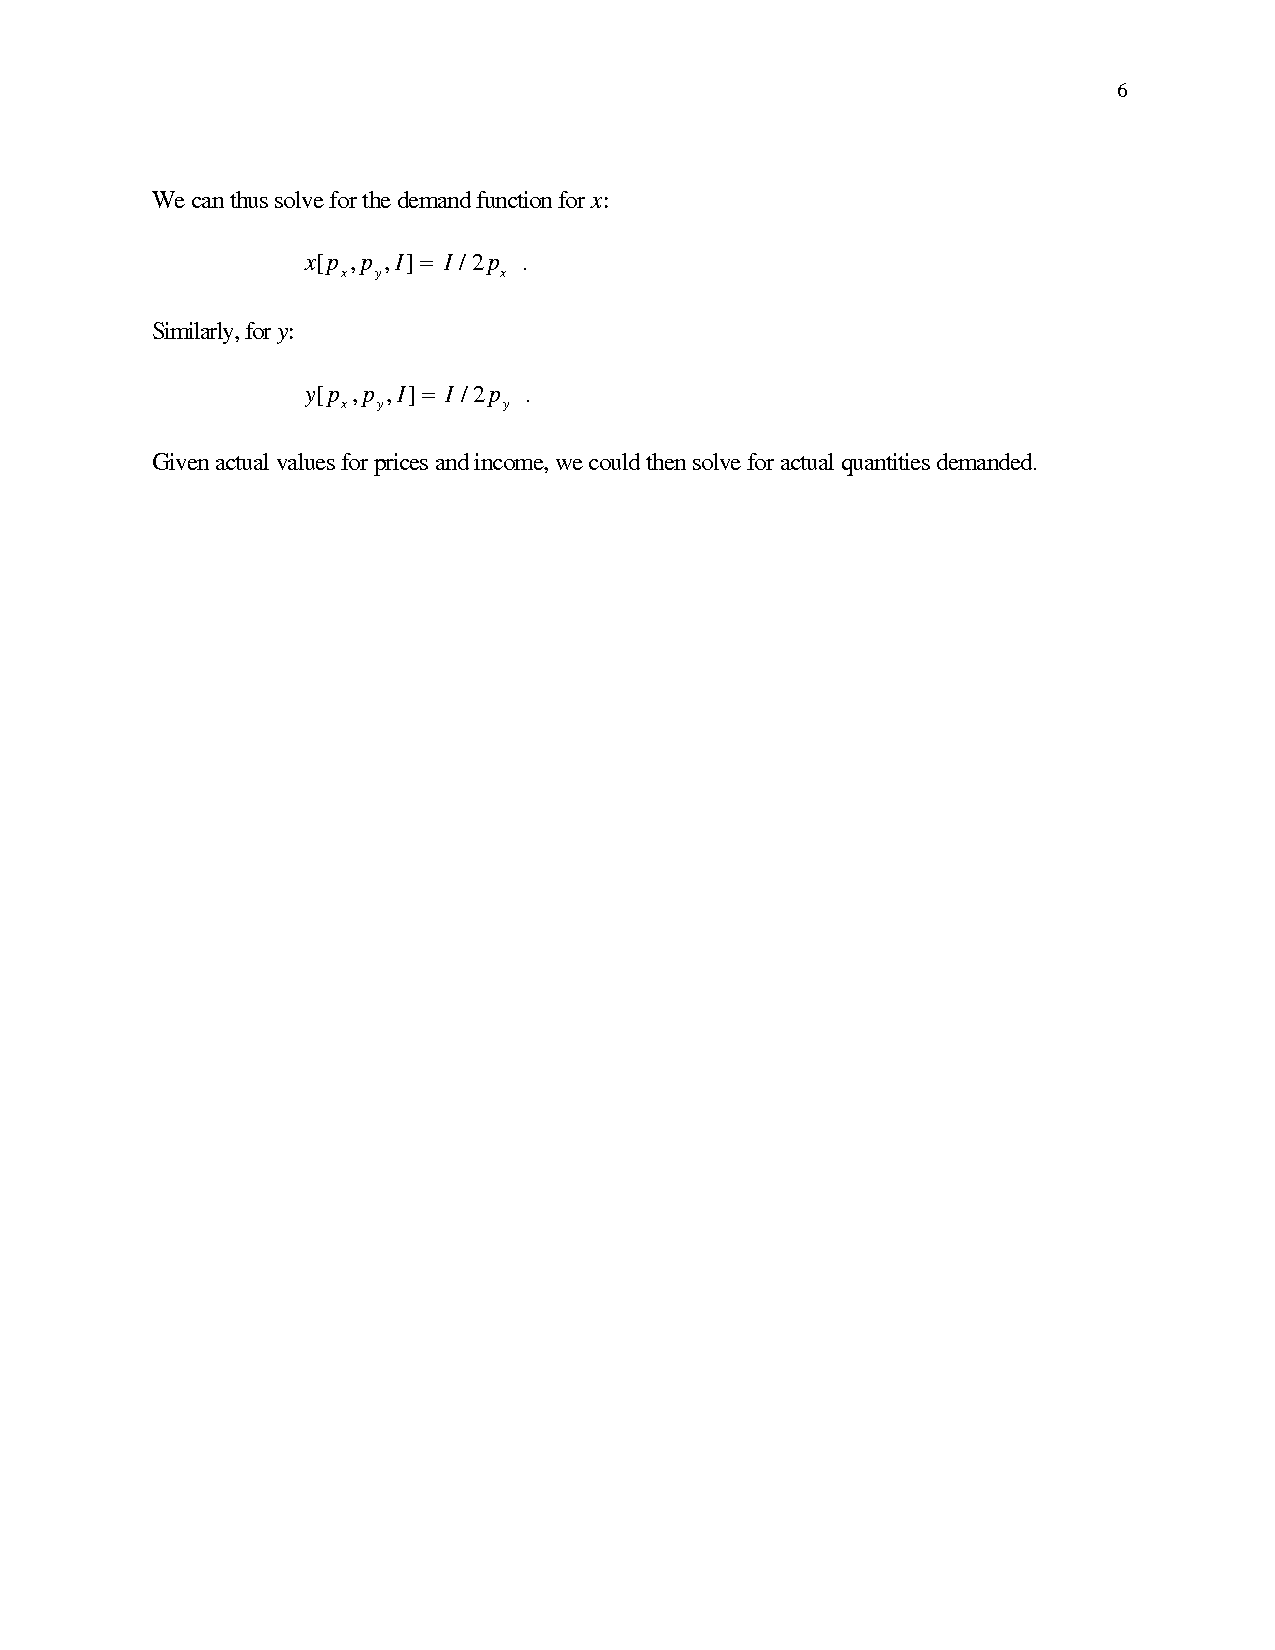 6
We can thus solve for the demand function for x:
x[p_x, p_y, I] = I / 2p_x .
Similarly, for y:
y[p_x, p_y, I] = I / 2p_y .
Given actual values for prices and income, we could then solve for actual quantities demanded.